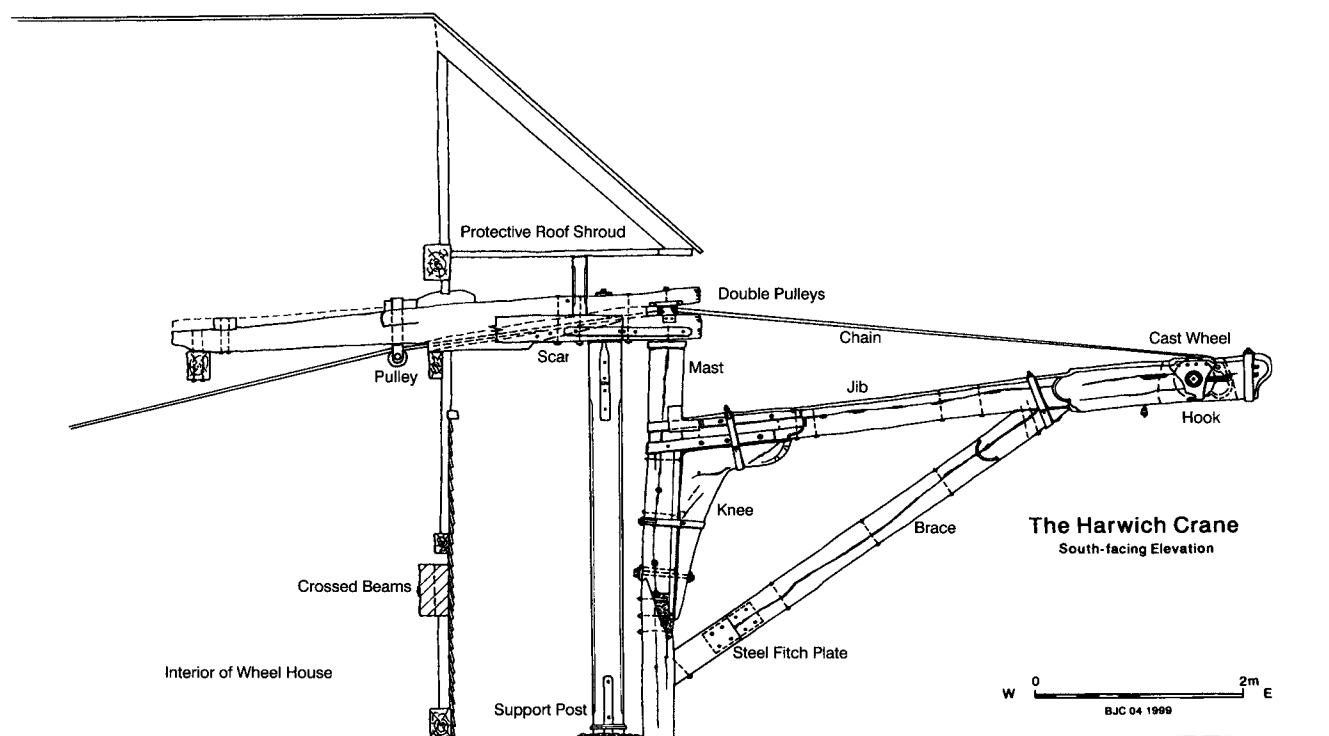 Protective Roof Shroud
Double Pulleys
Chain
Cast Wheel
Scar
Pulley
Mast
Jib
Hook
Knee
Brace
The Harwich Crane
South-facing Elevation
Crossed Beams
Steel Fitch Plate
Interior of Wheel House
0 2m
W E
BJC 04 1999
Support Post